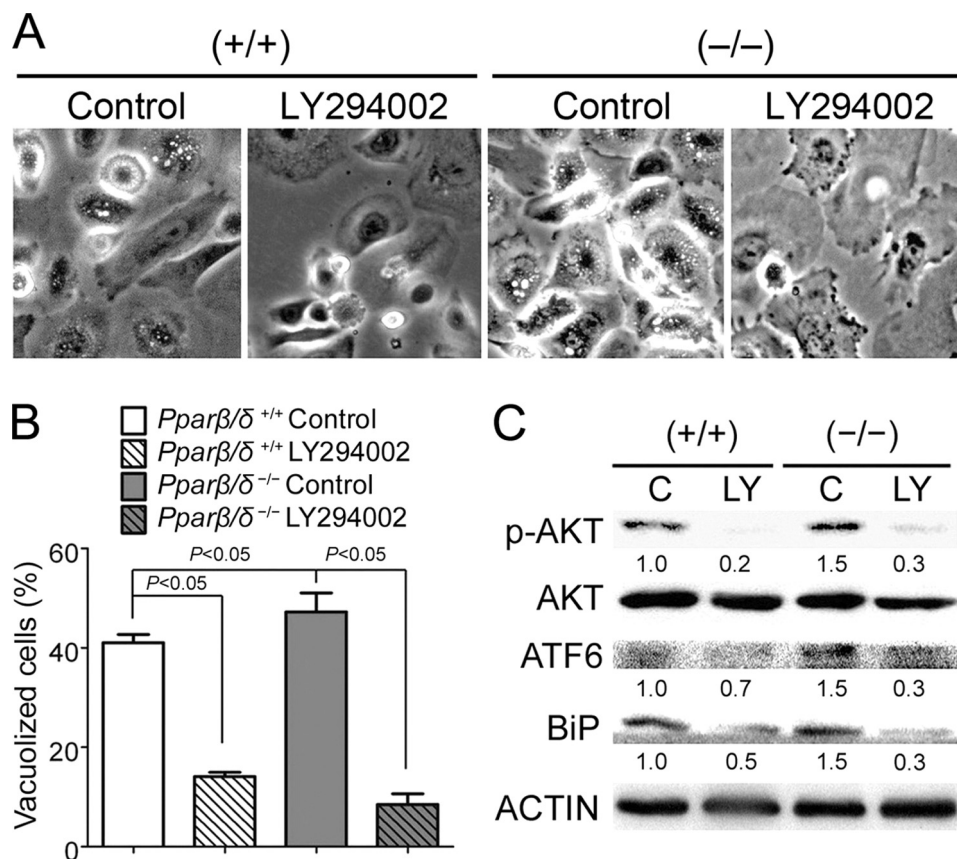 A
(+/+) (–/–)
Control LY294002 Control LY294002
B
Pparβ/δ +/+ Control
Pparβ/δ +/+ LY294002
Pparβ/δ −/− Control
Pparβ/δ −/− LY294002
Vacuolized cells (%)
60
40
20
0
P<0.05 P<0.05
P<0.05
C
(+/+) (−/−)
C LY C LY
p-AKT
1.0 0.2 1.5 0.3
AKT
ATF6
1.0 0.7 1.5 0.3
BiP
1.0 0.5 1.5 0.3
ACTIN